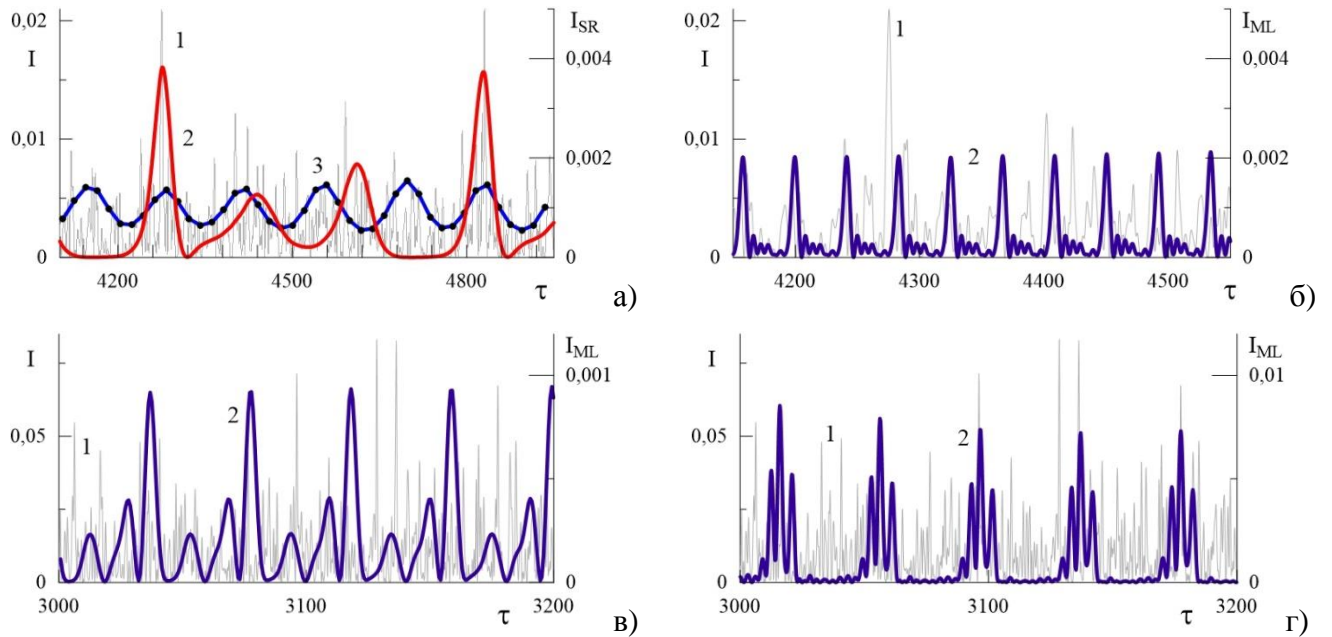 0,02 I 0,01 0
I_SR 0,004 0,002 0
1 2 3
4200 4500 4800 τ
а)
0,02 I 0,01 0
I_ML 0,004 0,002 0
1 2
4200 4300 4400 4500 τ
б)
I 0,05 0
I_ML 0,001 0
1 2
3000 3100 3200 τ
в)
I 0,05 0
I_ML 0,01 0
1 2
3000 3100 3200 τ
г)